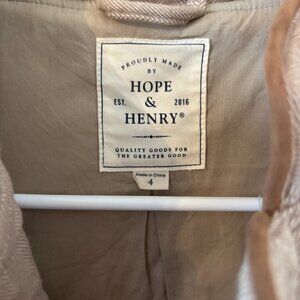 PROUDLY MADE
BY
HOPE
EST. & 2016
HENRY®
QUALITY GOODS FOR
THE GREATER GOOD
Made in China
4